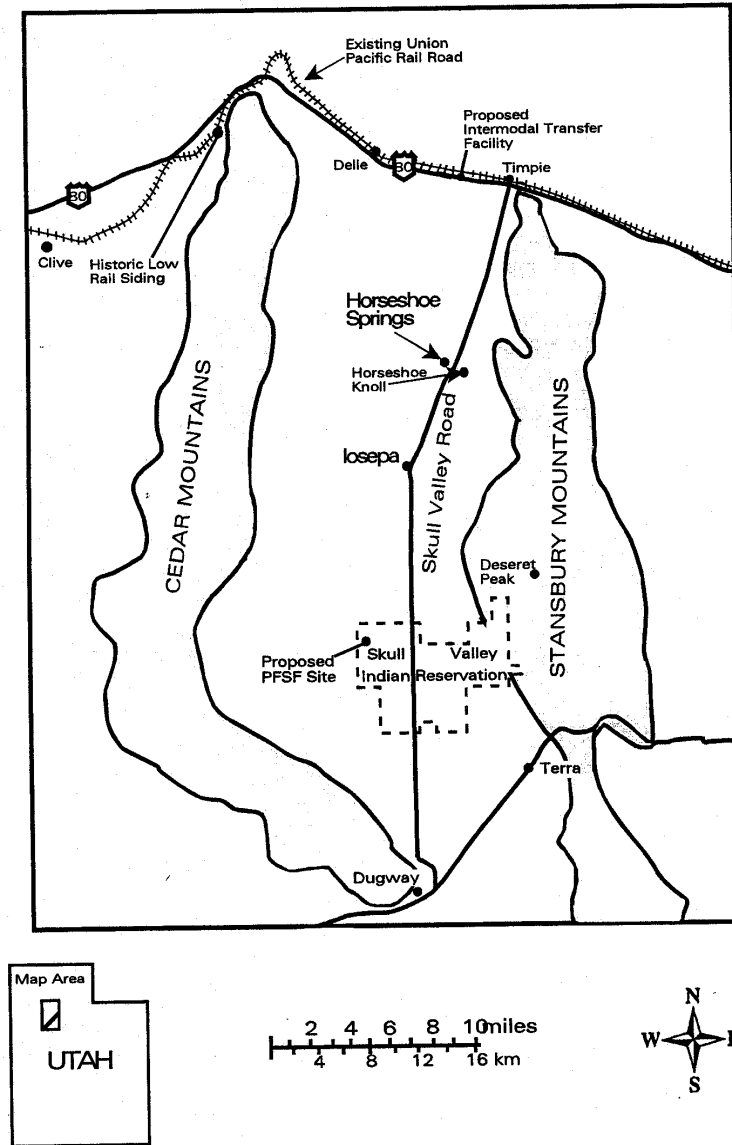 Existing Union
Pacific Rail Road
Proposed
Intermodal Transfer
Facility
Delle
80
Timpie
80
Clive
Historic Low
Rail Siding
Horseshoe
Springs
Horseshoe
Knoll
Iosepa
CEDAR MOUNTAINS
Skull Valley Road
STANSBURY MOUNTAINS
Deseret
Peak
Proposed
PFSF Site
Skull Valley
Indian Reservation
Terra
Dugway
Map Area
UTAH
2 4 6 8 10miles
4 8 12 16 km
N
W
S